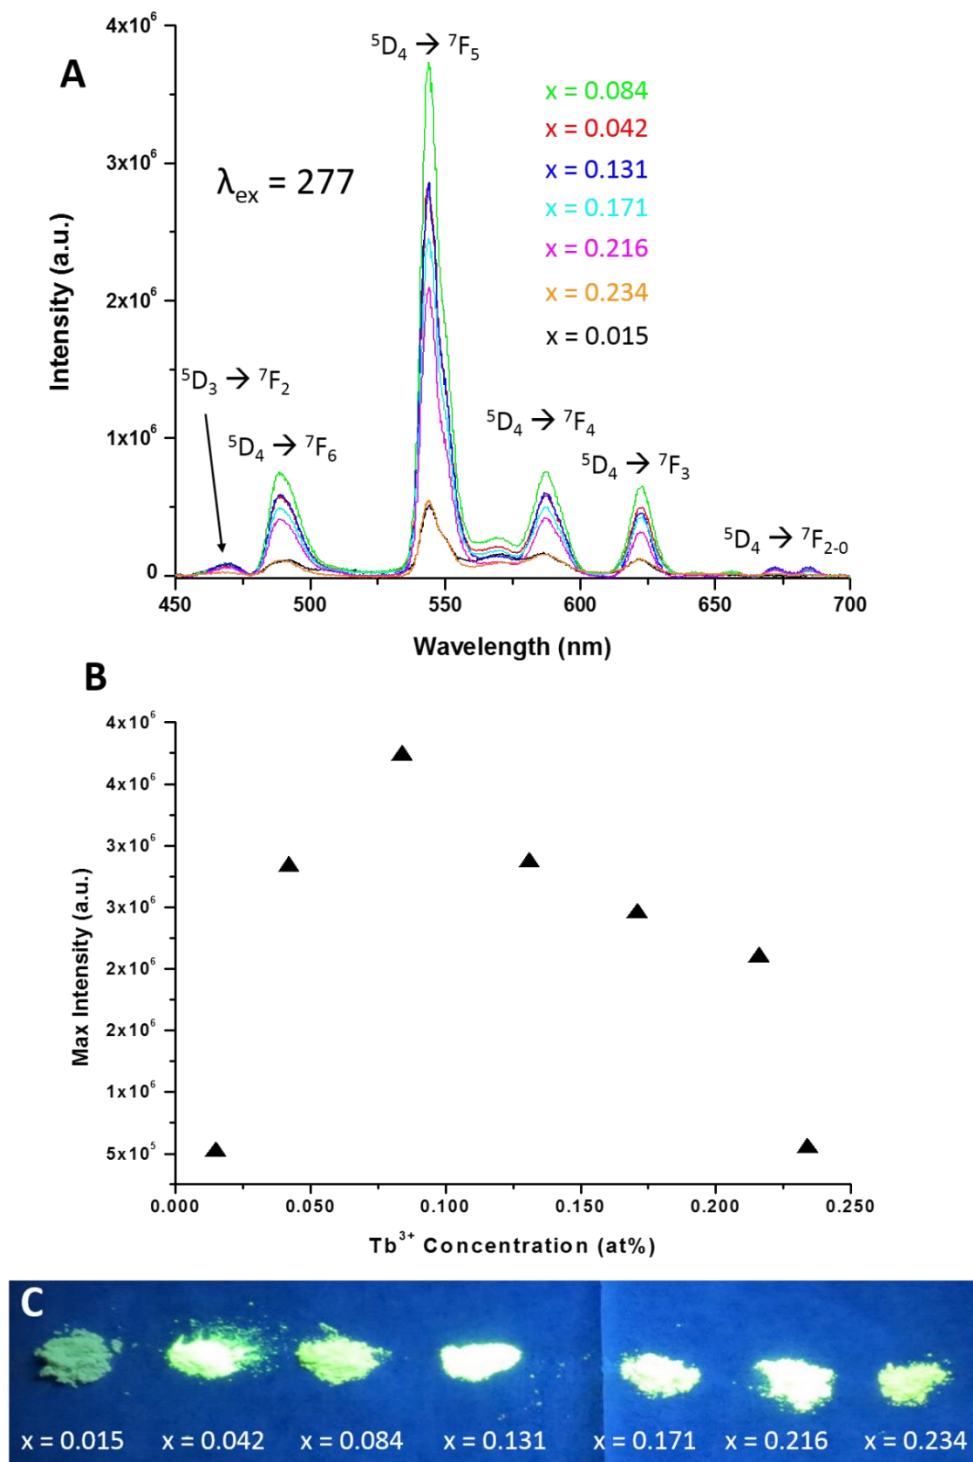 A
⁵D₄ → ⁷F₅
x = 0.084
x = 0.042
x = 0.131
x = 0.171
x = 0.216
x = 0.234
x = 0.015
λex = 277
⁵D₃ → ⁷F₂
⁵D₄ → ⁷F₆
⁵D₄ → ⁷F₄
⁵D₄ → ⁷F₃
⁵D₄ → ⁷F₂₋₀
4x10⁶
3x10⁶
2x10⁶
1x10⁶
0
Intensity (a.u.)
450 500 550 600 650 700
Wavelength (nm)
B
4x10⁶
4x10⁶
3x10⁶
3x10⁶
2x10⁶
2x10⁶
1x10⁶
5x10⁵
Max Intensity (a.u.)
0.000 0.050 0.100 0.150 0.200 0.250
Tb³⁺ Concentration (at%)
C
x = 0.015 x = 0.042 x = 0.084 x = 0.131 x = 0.171 x = 0.216 x = 0.234